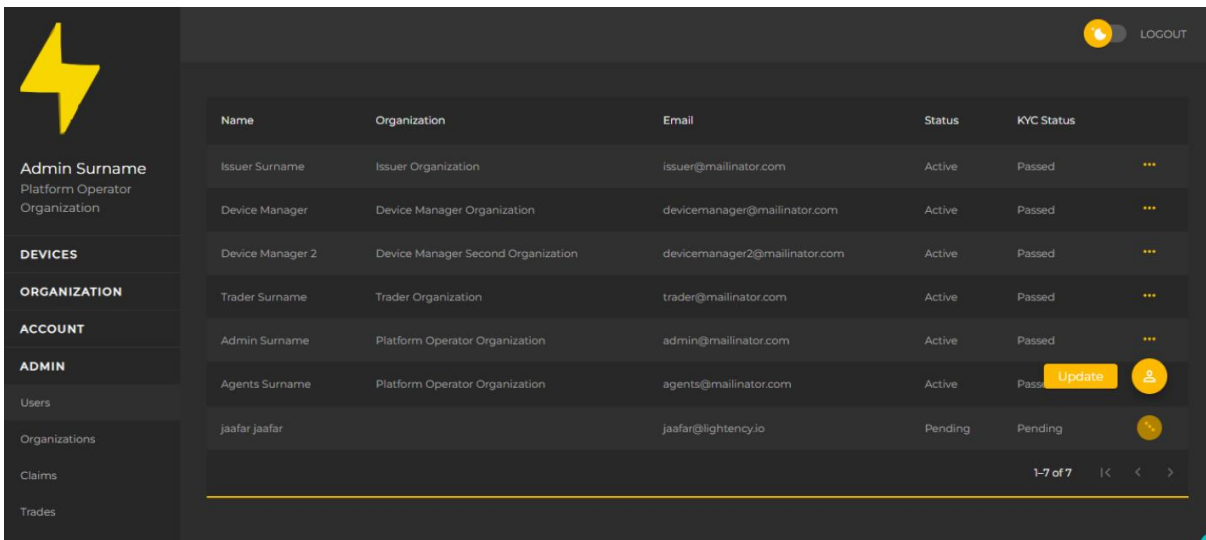 LOGOUT
Admin Surname
Platform Operator
Organization
DEVICES
ORGANIZATION
ACCOUNT
ADMIN
Users
Organizations
Claims
Trades
Name Organization Email Status KYC Status
Issuer Surname Issuer Organization issuer@mailinator.com Active Passed
Device Manager Device Manager Organization devicemanager@mailinator.com Active Passed
Device Manager 2 Device Manager Second Organization devicemanager2@mailinator.com Active Passed
Trader Surname Trader Organization trader@mailinator.com Active Passed
Admin Surname Platform Operator Organization admin@mailinator.com Active Passed
Agents Surname Platform Operator Organization agents@mailinator.com Active Pass Update
jaafar jaafar jaafar@lightency.io Pending Pending
1–7 of 7